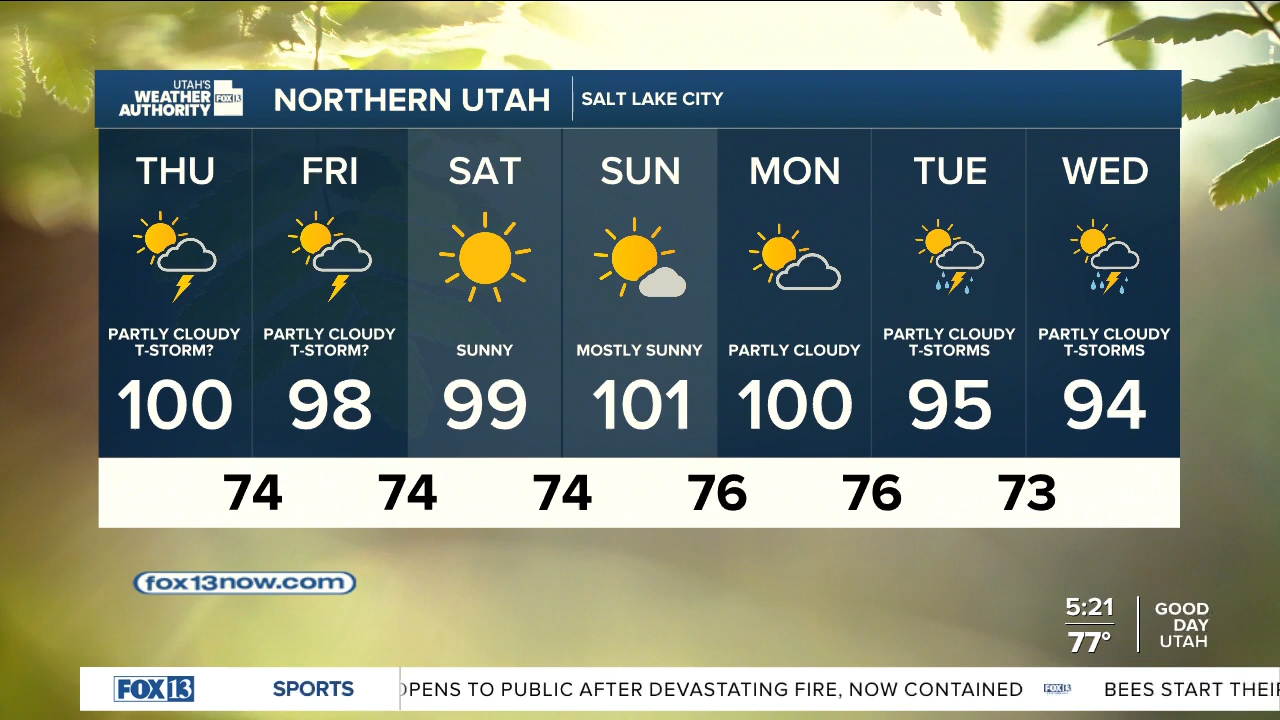 UTAH'S
WEATHER
AUTHORITY
FOX 13
NORTHERN UTAH
SALT LAKE CITY
THU
FRI
SAT
SUN
MON
TUE
WED
PARTLY CLOUDY
T-STORM?
PARTLY CLOUDY
T-STORM?
SUNNY
MOSTLY SUNNY
PARTLY CLOUDY
PARTLY CLOUDY
T-STORMS
PARTLY CLOUDY
T-STORMS
100
98
99
101
100
95
94
74
74
74
76
76
73
fox13now.com
5:21
77°
GOOD
DAY
UTAH
FOX 13
SPORTS
OPENS TO PUBLIC AFTER DEVASTATING FIRE, NOW CONTAINED
FOX 13
BEES START THEIR